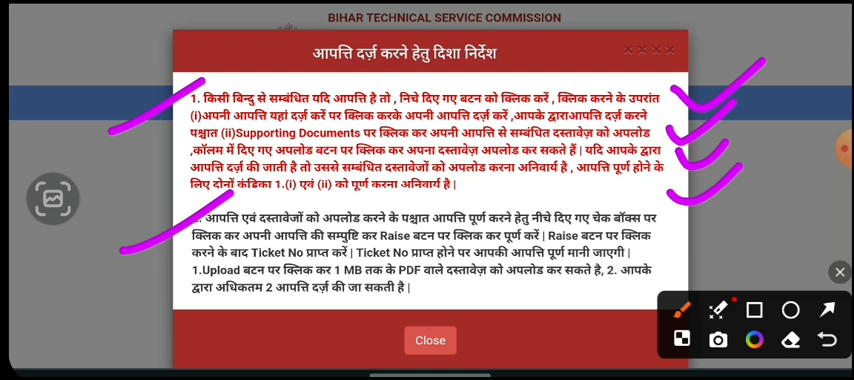 BIHAR TECHNICAL SERVICE COMMISSION
आपत्ति दर्ज़ करने हेतु दिशा निर्देश
1. किसी बिन्दु से सम्बंधित यदि आपत्ति है तो , निचे दिए गए बटन को क्लिक करें , क्लिक करने के उपरांत
(i)अपनी आपत्ति यहां दर्ज़ करें पर क्लिक करके अपनी आपत्ति दर्ज़ करें ,आपके द्वाराआपत्ति दर्ज़ करने
पश्चात (ii)Supporting Documents पर क्लिक कर अपनी आपत्ति से सम्बंधित दस्तावेज़ को अपलोड
,कॉलम में दिए गए अपलोड बटन पर क्लिक कर अपना दस्तावेज़ अपलोड कर सकते हैं | यदि आपके द्वारा
आपत्ति दर्ज़ की जाती है तो उससे सम्बंधित दस्तावेजों को अपलोड करना अनिवार्य है , आपत्ति पूर्ण होने के
लिए दोनों कंडिका 1.(i) एवं (ii) को पूर्ण करना अनिवार्य है |
आपत्ति एवं दस्तावेजों को अपलोड करने के पश्चात आपत्ति पूर्ण करने हेतु नीचे दिए गए चेक बॉक्स पर
क्लिक कर अपनी आपत्ति की सम्पुष्टि कर Raise बटन पर क्लिक कर पूर्ण करें | Raise बटन पर क्लिक
करने के बाद Ticket No प्राप्त करें | Ticket No प्राप्त होने पर आपकी आपत्ति पूर्ण मानी जाएगी |
1.Upload बटन पर क्लिक कर 1 MB तक के PDF वाले दस्तावेज़ को अपलोड कर सकते है, 2. आपके
द्वारा अधिकतम 2 आपत्ति दर्ज़ की जा सकती है |
Close